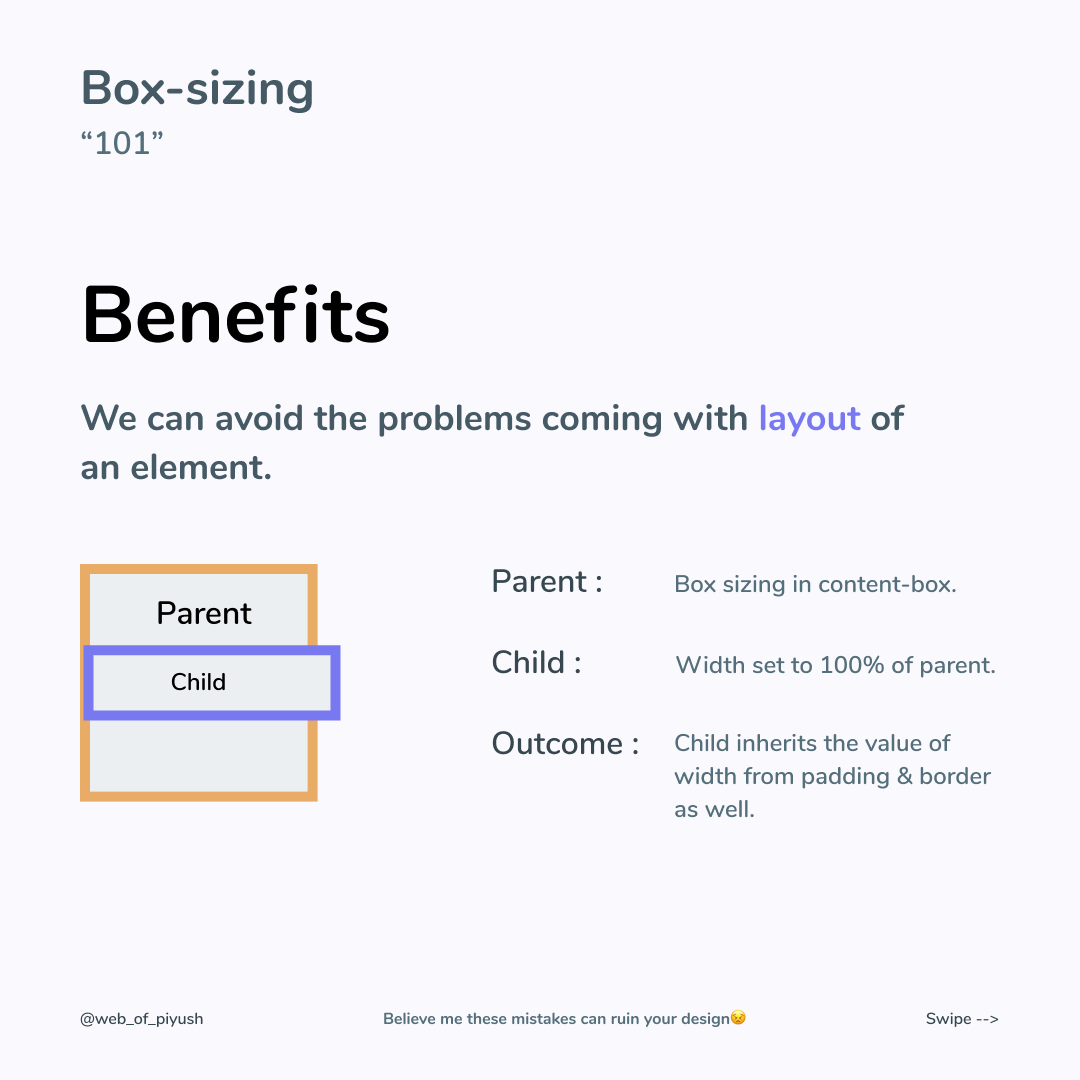 Box-sizing
“101”
Benefits
We can avoid the problems coming with layout of
an element.
Parent
Child
Parent :
Box sizing in content-box.
Child :
Width set to 100% of parent.
Outcome :
Child inherits the value of
width from padding & border
as well.
@web_of_piyush
Believe me these mistakes can ruin your design😣
Swipe -->